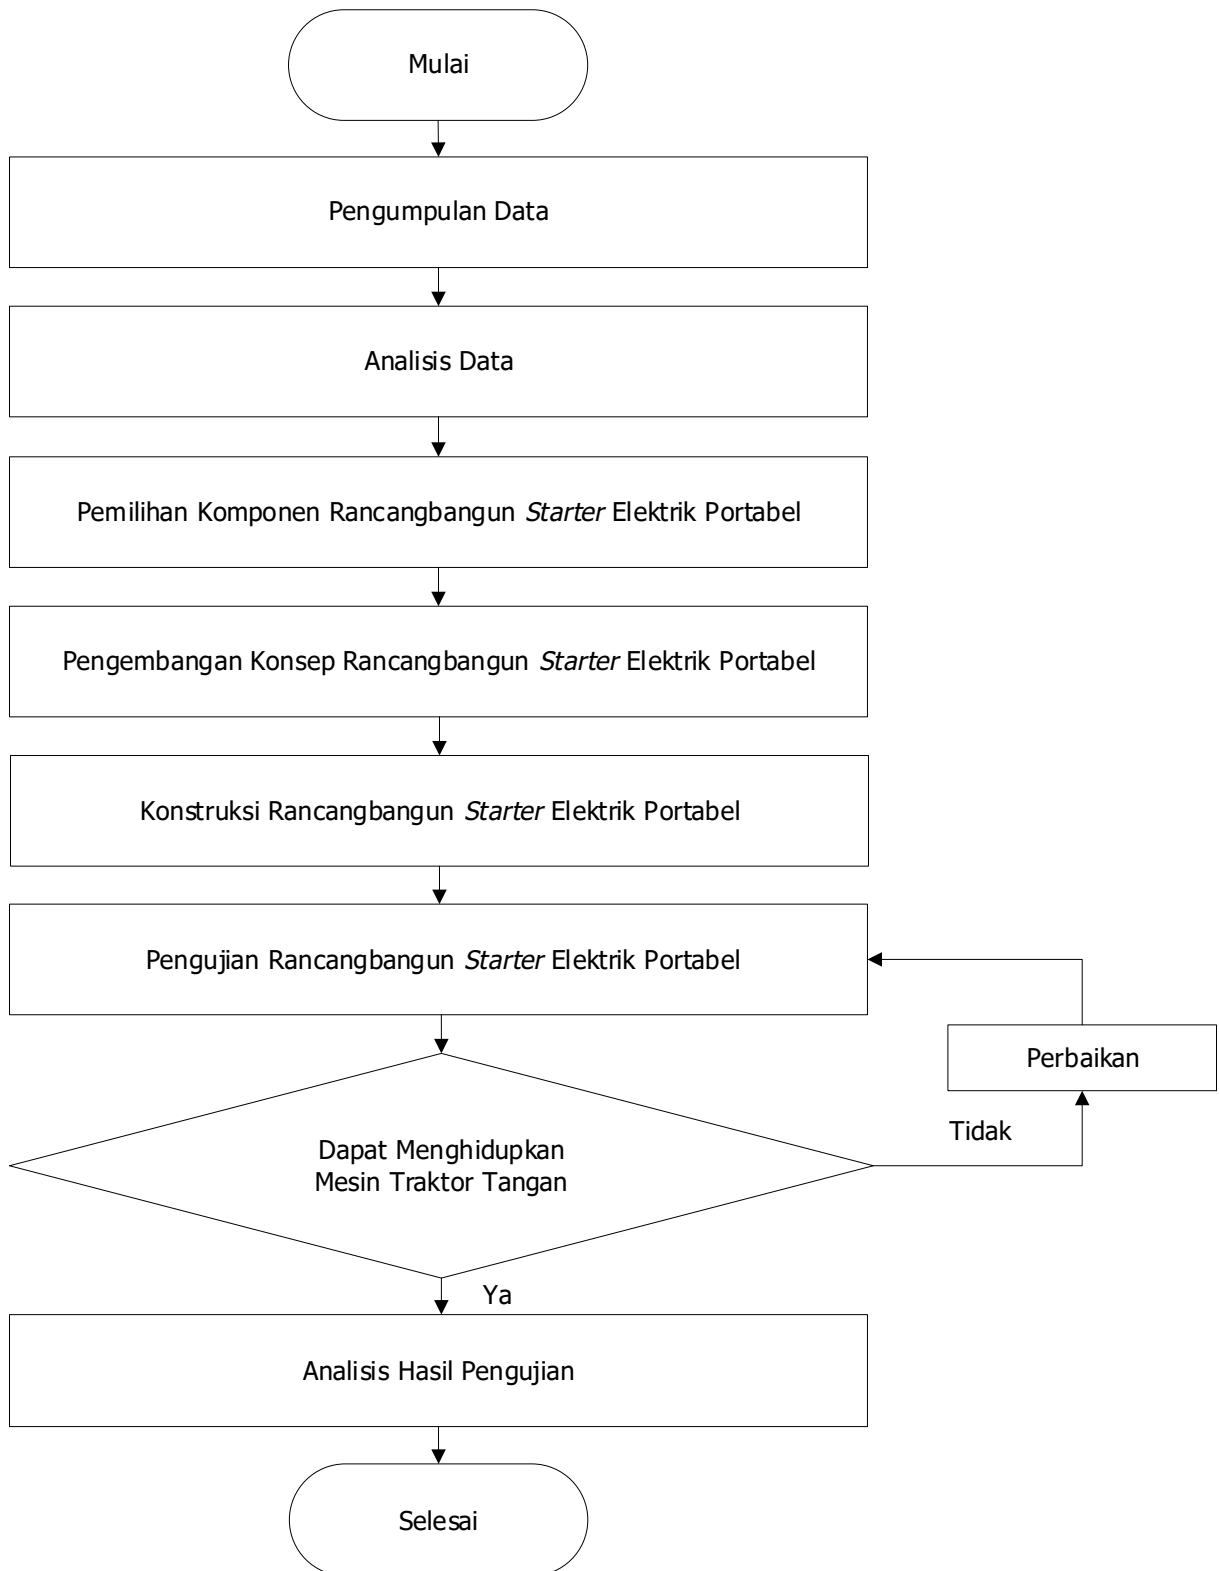 Mulai
Pengumpulan Data
Analisis Data
Pemilihan Komponen Rancangbangun Starter Elektrik Portabel
Pengembangan Konsep Rancangbangun Starter Elektrik Portabel
Konstruksi Rancangbangun Starter Elektrik Portabel
Pengujian Rancangbangun Starter Elektrik Portabel
Perbaikan
Tidak
Dapat Menghidupkan
Mesin Traktor Tangan
Ya
Analisis Hasil Pengujian
Selesai